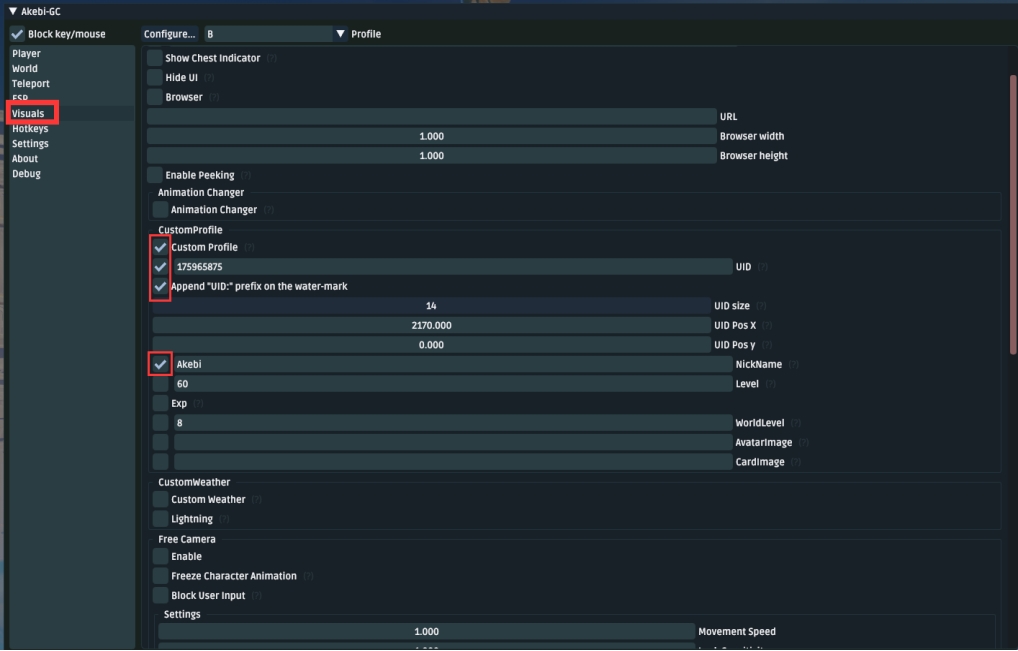 ▼ Akebi-GC
Block key/mouse
Configure... B ▼ Profile
Player
World
Teleport
ESP
Visuals
Hotkeys
Settings
About
Debug
Show Chest Indicator (?)
Hide UI (?)
Browser (?)
URL
1.000 Browser width
1.000 Browser height
Enable Peeking (?)
Animation Changer
Animation Changer (?)
CustomProfile
Custom Profile (?)
175965875 UID (?)
Append "UID:" prefix on the water-mark
14 UID size (?)
2170.000 UID Pos X (?)
0.000 UID Pos y (?)
Akebi NickName (?)
60 Level (?)
Exp (?)
8 WorldLevel (?)
AvatarImage (?)
CardImage (?)
CustomWeather
Custom Weather (?)
Lightning (?)
Free Camera
Enable
Freeze Character Animation (?)
Block User Input (?)
Settings
1.000 Movement Speed